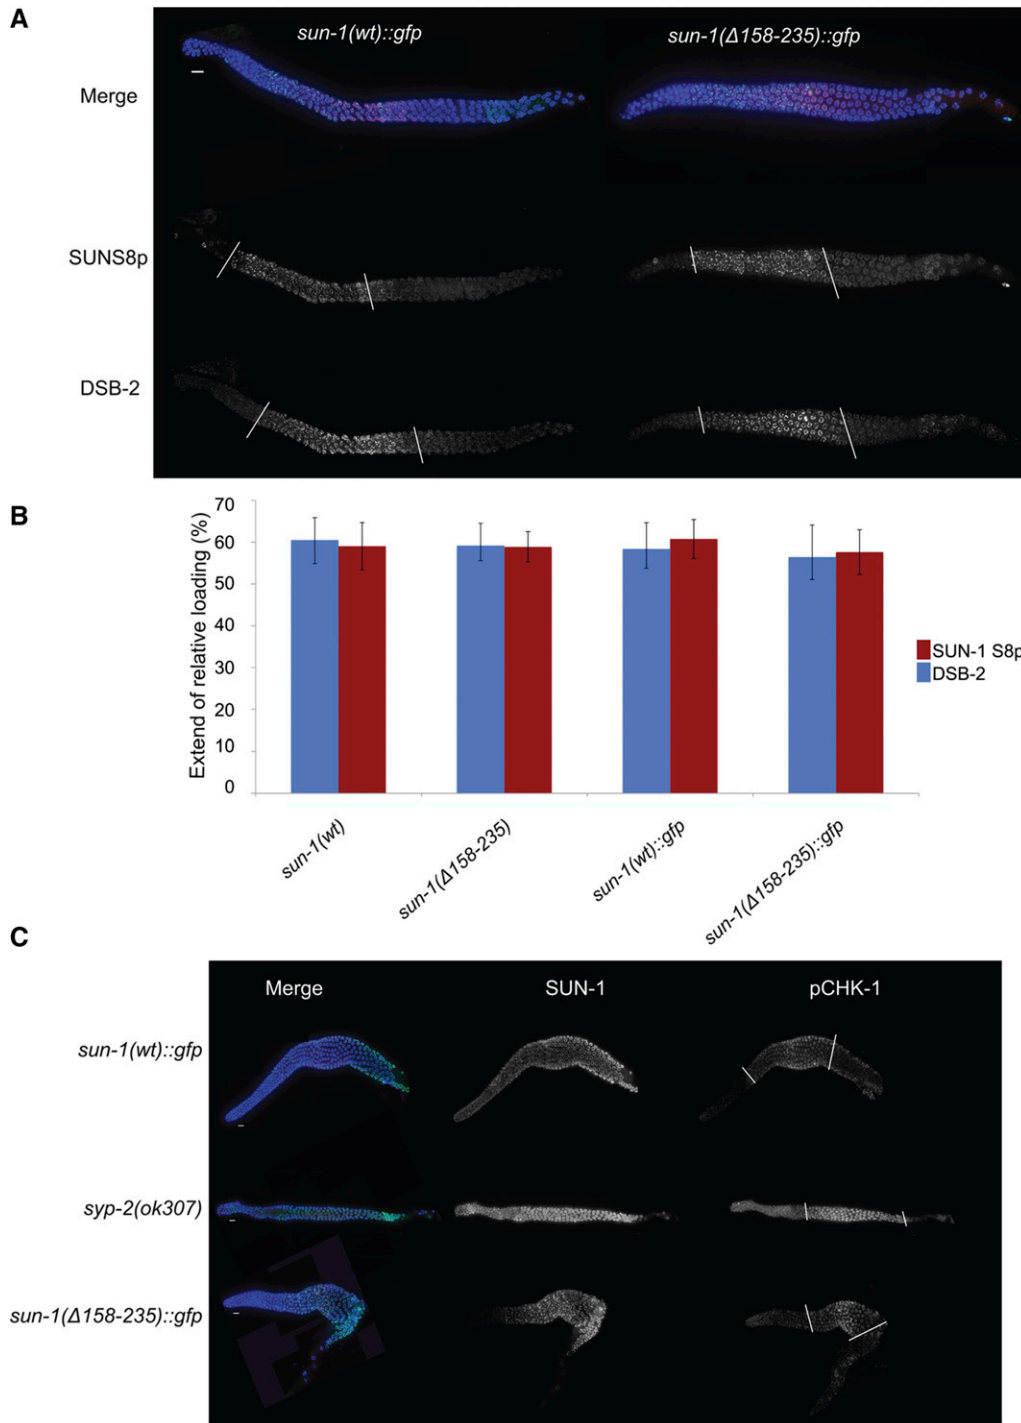 A
sun-1(wt)::gfp
sun-1(Δ158-235)::gfp
Merge
SUNS8p
DSB-2
B
Extend of relative loading (%)
70
60
50
40
30
20
10
0
SUN-1 S8p
DSB-2
sun-1(wt)
sun-1(Δ158-235)
sun-1(wt)::gfp
sun-1(Δ158-235)::gfp
C
Merge
SUN-1
pCHK-1
sun-1(wt)::gfp
syp-2(ok307)
sun-1(Δ158-235)::gfp